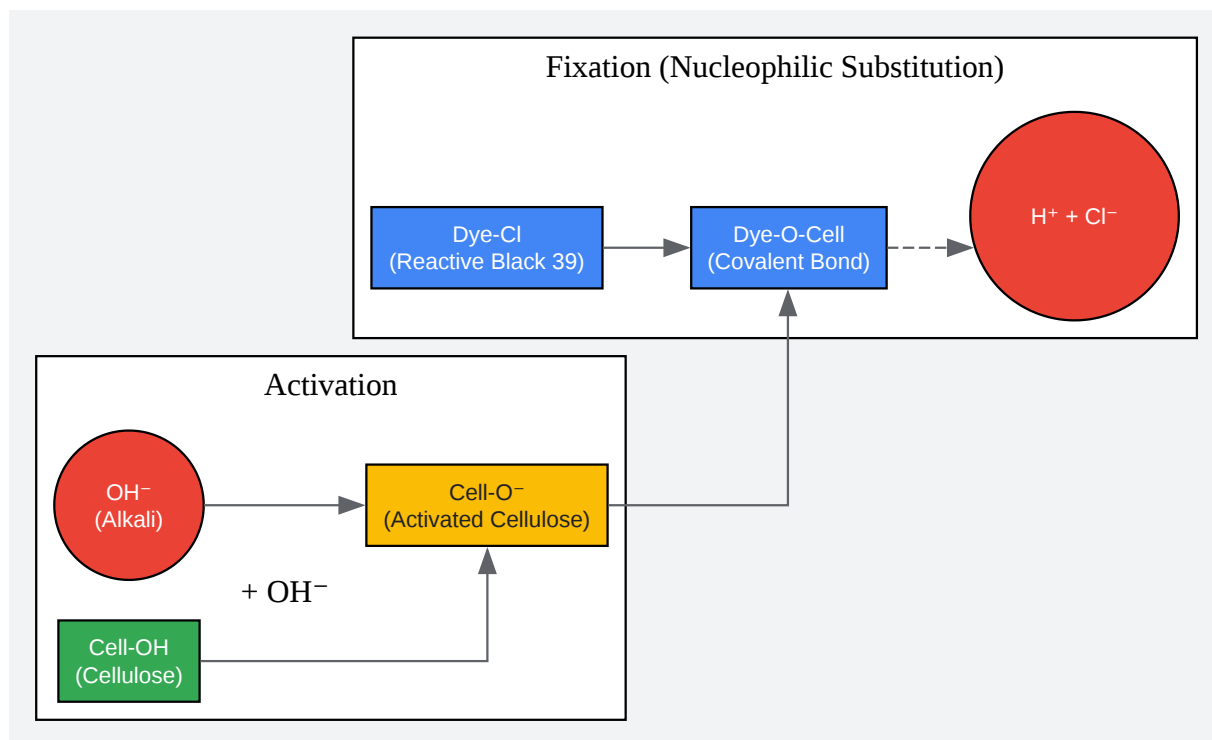 Fixation (Nucleophilic Substitution)
Dye-Cl
(Reactive Black 39)
Dye-O-Cell
(Covalent Bond)
H⁺ + Cl⁻
Activation
OH⁻
(Alkali)
Cell-O⁻
(Activated Cellulose)
+ OH⁻
Cell-OH
(Cellulose)